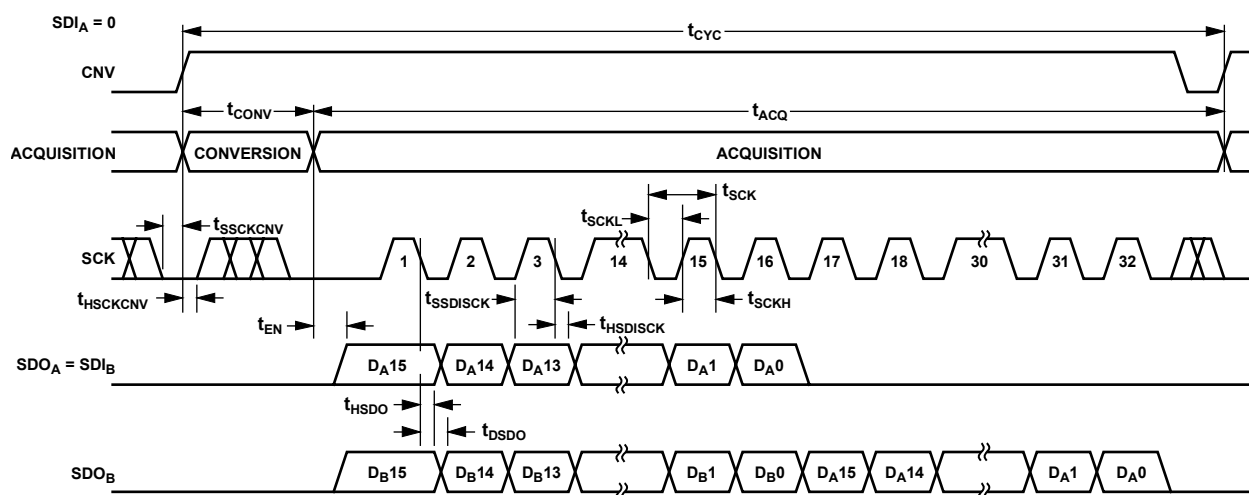 SDIA = 0
tCYC
CNV
tCONV
tACQ
ACQUISITION
CONVERSION
ACQUISITION
tSCK
tSCKL
tSSCKCNV
SCK
1 2 3 14 15 16 17 18 30 31 32
tHSCKCNV
tSSDISCK
tSCKH
tEN
tHSDISCK
SDOA = SDIB
DA15 DA14 DA13 DA1 DA0
tHSDO
tDSDO
SDOB
DB15 DB14 DB13 DB1 DB0 DA15 DA14 DA1 DA0